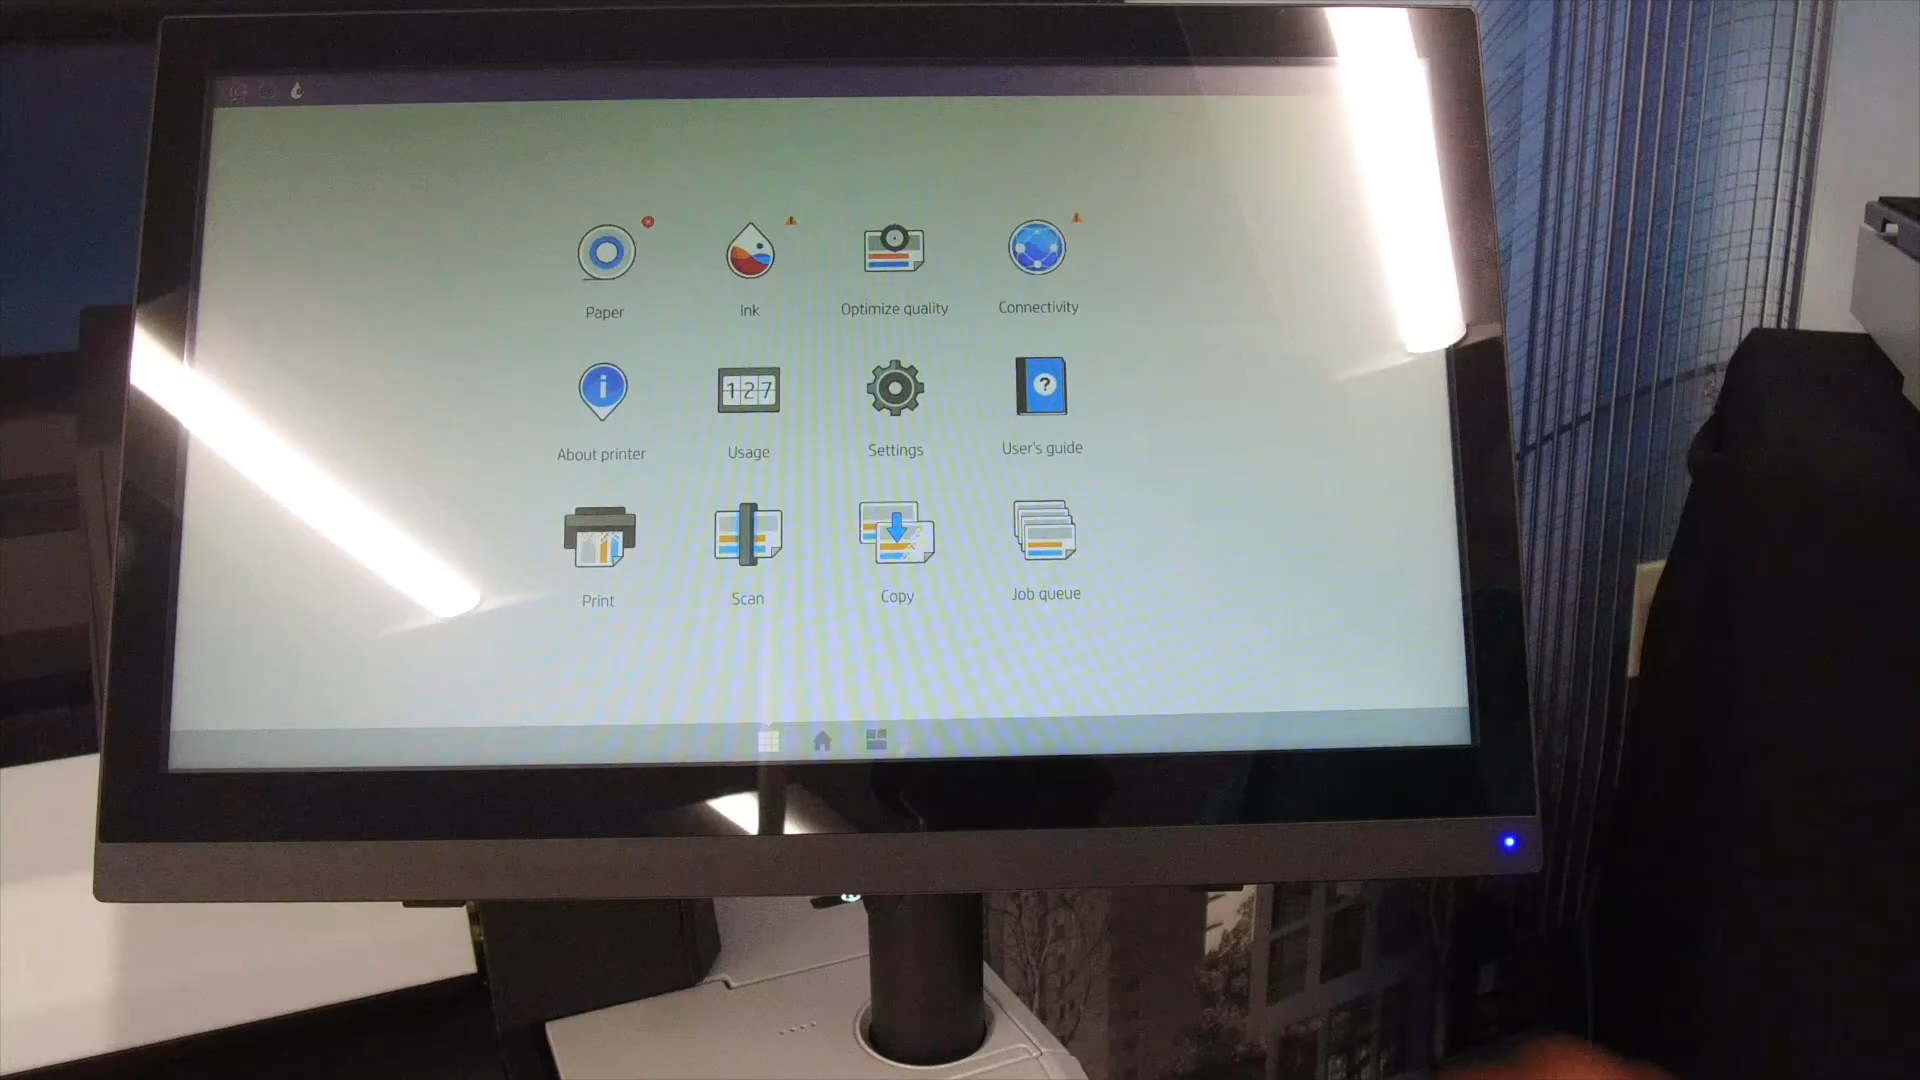 Paper Ink Optimize quality Connectivity
i 127 ?
About printer Usage Settings User's guide
Print Scan Copy Job queue